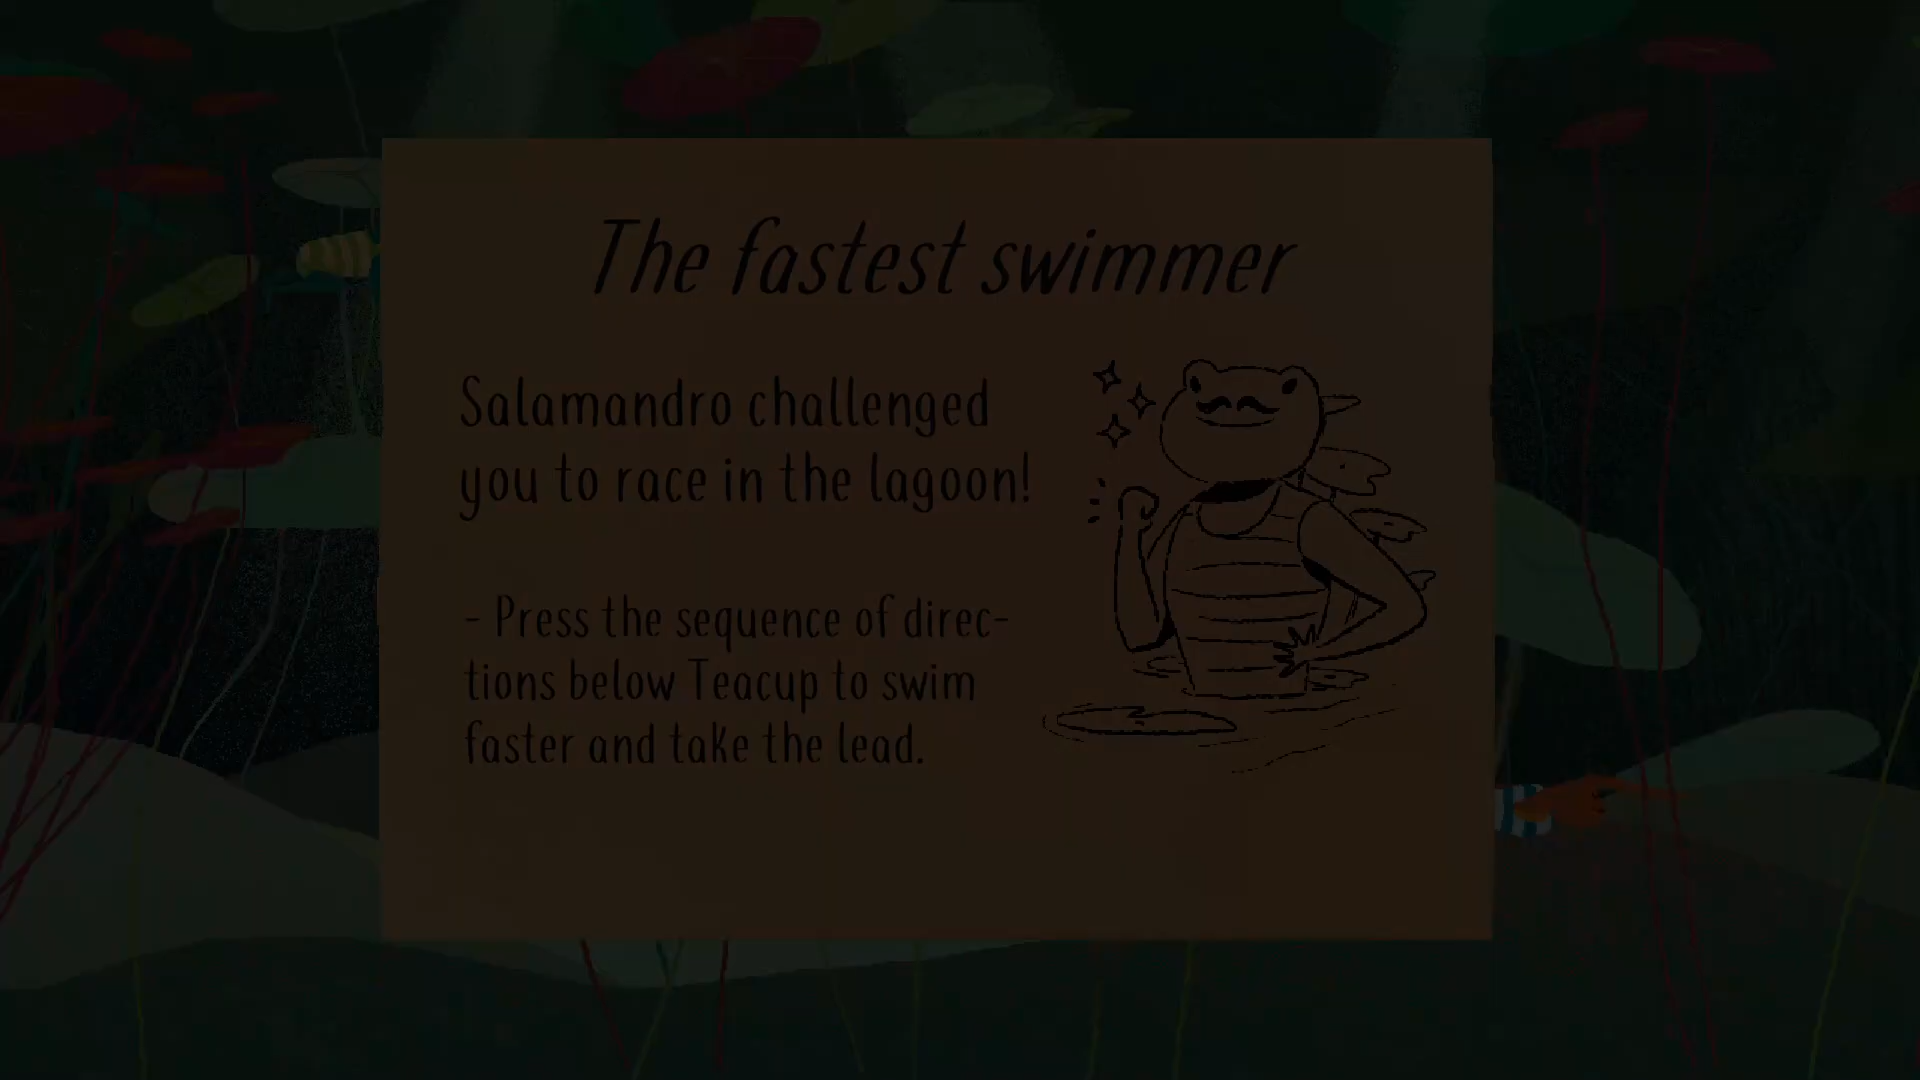 The fastest swimmer
Salamandro challenged
you to race in the lagoon!
- Press the sequence of direc-
tions below Teacup to swim
faster and take the lead.